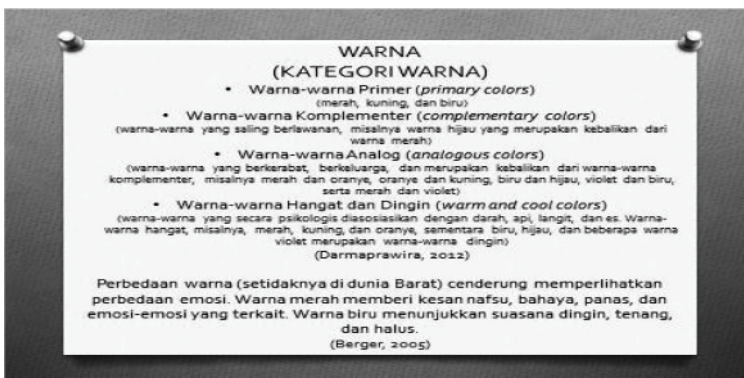 WARNA
(KATEGORI WARNA)
• Warna-warna Primer (primary colors)
(merah, kuning, dan biru)
• Warna-warna Komplementer (complementary colors)
(warna-warna yang saling berlawanan, misalnya warna hijau yang merupakan kebalikan dari
warna merah)
• Warna-warna Analog (analogous colors)
(warna-warna yang berkerabat, berkeluarga, dan merupakan kebalikan dari warna-warna
komplementer, misalnya merah dan oranye, oranye dan kuning, biru dan hijau, violet dan biru,
serta merah dan violet)
• Warna-warna Hangat dan Dingin (warm and cool colors)
(warna-warna yang secara psikologis diasosiasikan dengan darah, api, langit, dan es. Warna-
warna hangat, misalnya, merah, kuning, dan oranye, sementara biru, hijau, dan beberapa warna
violet merupakan warna-warna dingin)
(Darmaprawira, 2012)
Perbedaan warna (setidaknya di dunia Barat) cenderung memperlihatkan
perbedaan emosi. Warna merah memberi kesan nafsu, bahaya, panas, dan
emosi-emosi yang terkait. Warna biru menunjukkan suasana dingin, tenang,
dan halus.
(Berger, 2005)